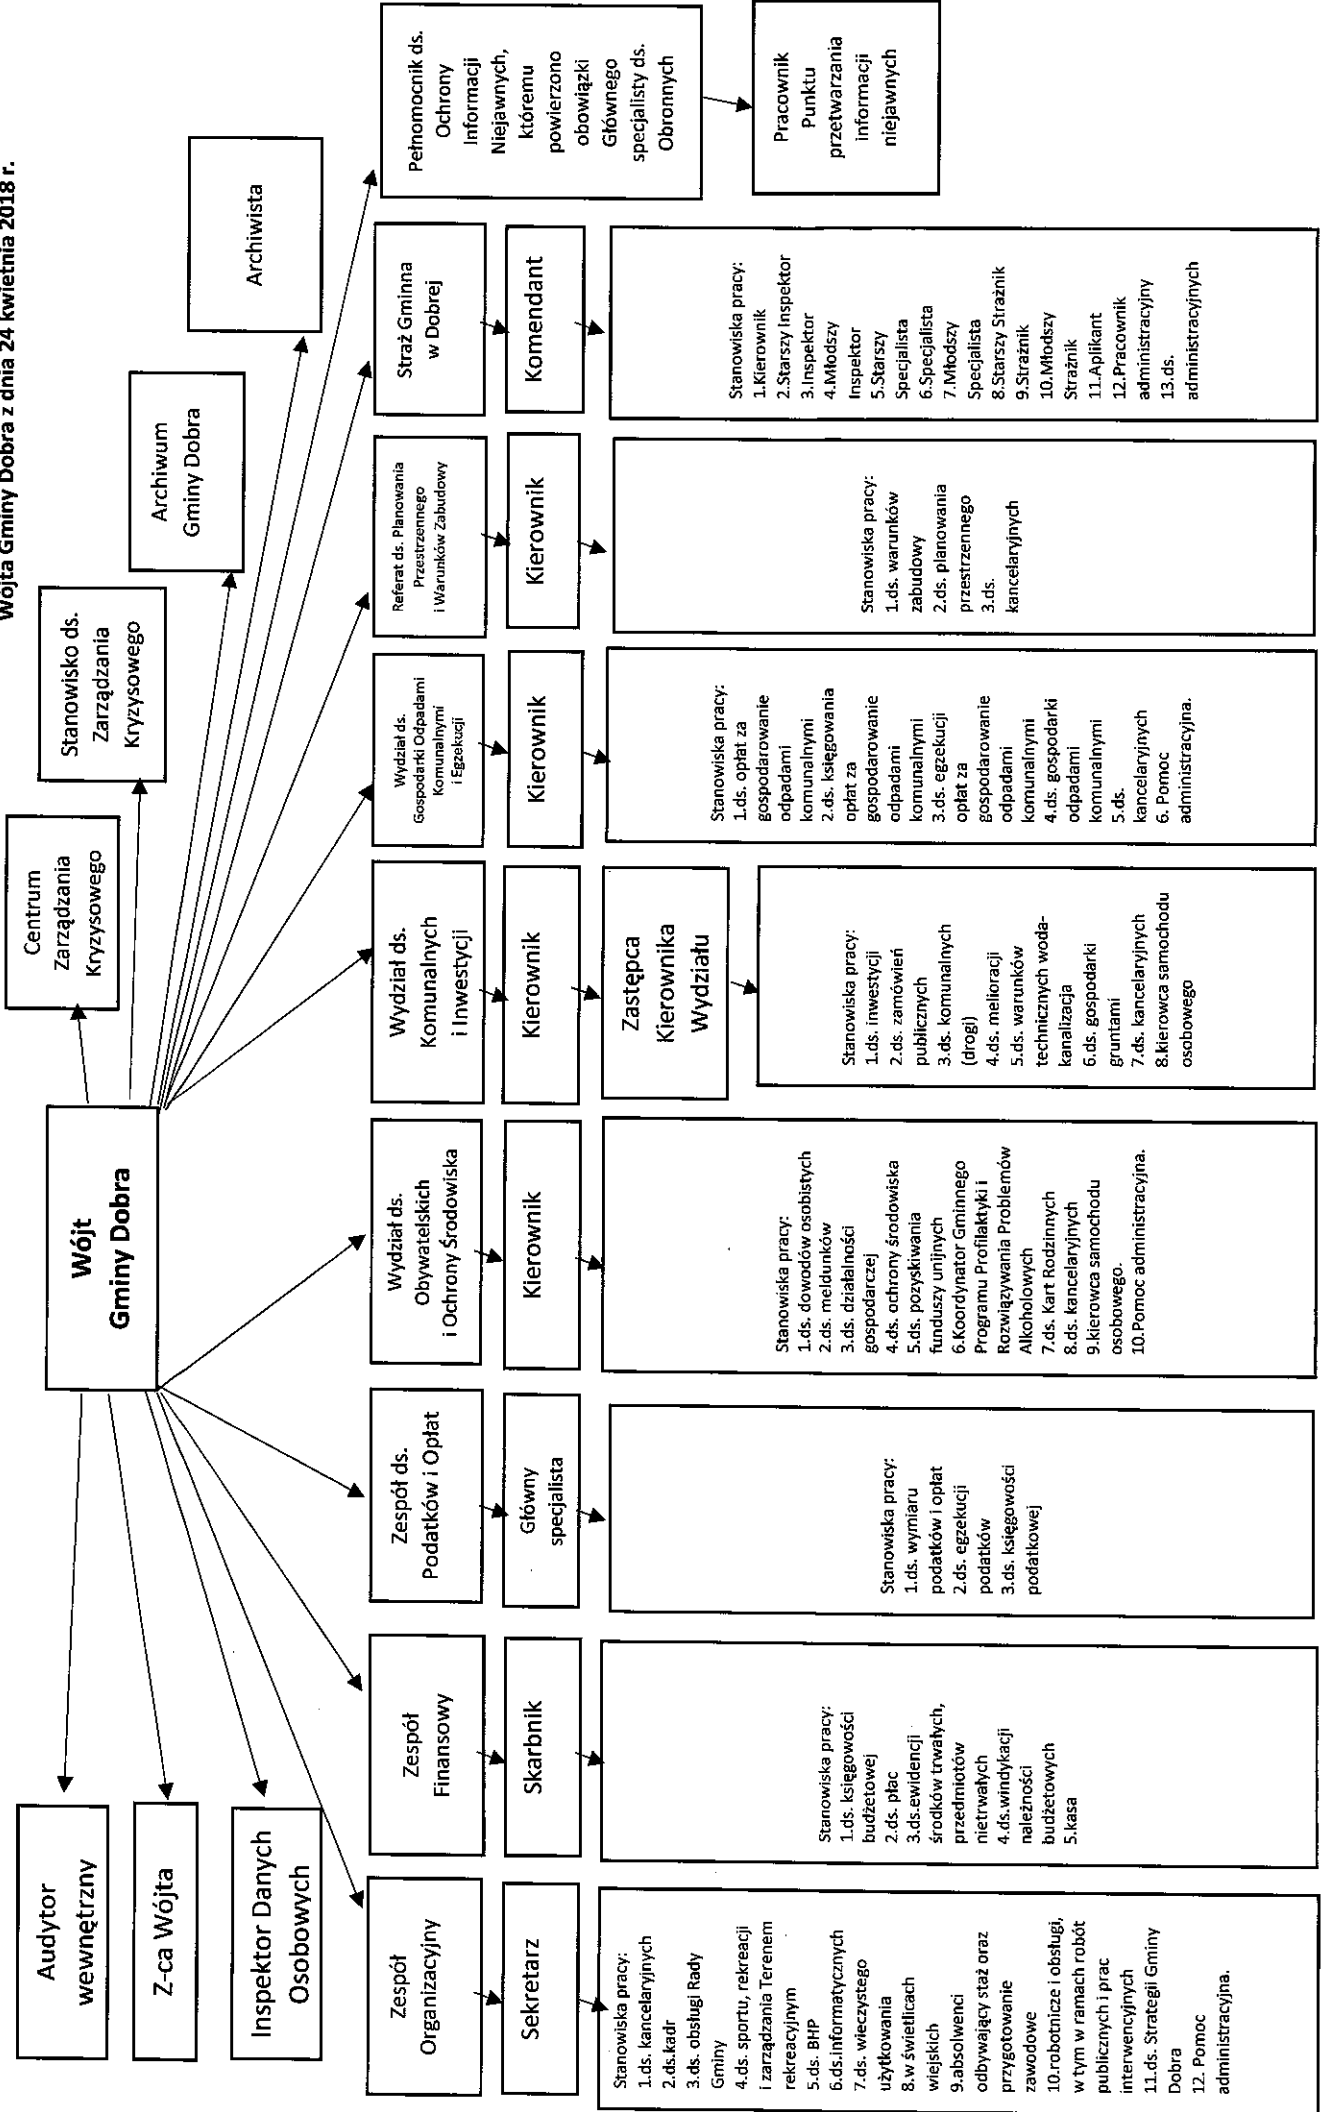 Wójta Gminy Dobra z dnia 24 kwietnia 2018 r.
Wójt
Gminy Dobra
Audytor
wewnętrzny
Z-ca Wójta
Inspektor Danych
Osobowych
Centrum
Zarządzania
Kryzysowego
Stanowisko ds.
Zarządzania
Kryzysowego
Archiwum
Gminy Dobra
Archiwista
Zespół
Organizacyjny
Sekretarz
Stanowiska pracy:
1.ds. kancelaryjnych
2.ds.kadr
3.ds. obsługi Rady
Gminy
4.ds. sportu, rekreacji
i zarządzania Terenem
rekreacyjnym
5.ds. BHP
6.ds.informatycznych
7.ds. wieczystego
użytkowania
8.w świetlicach
wiejskich
9.absolwenci
odbywający staż oraz
przygotowanie
zawodowe
10.robotnicze i obsługi,
w tym w ramach robót
publicznych i prac
interwencyjnych
11.ds. Strategii Gminy
Dobra
12. Pomoc
administracyjna.
Zespół
Finansowy
Skarbnik
Stanowiska pracy:
1.ds. księgowości
budżetowej
2.ds. płac
3.ds.ewidencji
środków trwałych,
przedmiotów
nietrwałych
4.ds.windykacji
należności
budżetowych
5.kasa
Zespół ds.
Podatków i Opłat
Główny
specjalista
Stanowiska pracy:
1.ds. wymiaru
podatków i opłat
2.ds. egzekucji
podatków
3.ds. księgowości
podatkowej
Wydział ds.
Obywatelskich
i Ochrony Środowiska
Kierownik
Stanowiska pracy:
1.ds. dowodów osobistych
2.ds. meldunków
3.ds. działalności
gospodarczej
4.ds. ochrony środowiska
5.ds. pozyskiwania
funduszy unijnych
6.Koordynator Gminnego
Programu Profilaktyki i
Rozwiązywania Problemów
Alkoholowych
7.ds. Kart Rodzinnych
8.ds. kancelaryjnych
9.kierowca samochodu
osobowego.
10.Pomoc administracyjna.
Wydział ds.
Komunalnych
i Inwestycji
Kierownik
Zastępca
Kierownika
Wydziału
Stanowiska pracy:
1.ds. inwestycji
2.ds. zamówień
publicznych
3.ds. komunalnych
(drogi)
4.ds. melioracji
5.ds. warunków
technicznych woda-
kanalizacja
6.ds. gospodarki
gruntami
7.ds. kancelaryjnych
8.kierowca samochodu
osobowego
Wydział ds.
Gospodarki Odpadami
Komunalnymi
i Egzekucji
Kierownik
Stanowiska pracy:
1.ds. opłat za
gospodarowanie
odpadami
komunalnymi
2.ds. księgowania
opłat za
gospodarowanie
odpadami
komunalnymi
3.ds. egzekucji
opłat za
gospodarowanie
odpadami
komunalnymi
4.ds. gospodarki
odpadami
komunalnymi
5.ds.
kancelaryjnych
6. Pomoc
administracyjna.
Referat ds. Planowania
Przestrzennego
i Warunków Zabudowy
Kierownik
Stanowiska pracy:
1.ds. warunków
zabudowy
2.ds. planowania
przestrzennego
3.ds.
kancelaryjnych
Straż Gminna
w Dobrej
Komendant
Stanowiska pracy:
1.Kierownik
2.Starszy Inspektor
3.Inspektor
4.Młodszy
Inspektor
5.Starszy
Specjalista
6.Specjalista
7.Młodszy
Specjalista
8.Starszy Strażnik
9.Strażnik
10.Młodszy
Strażnik
11.Aplikant
12.Pracownik
administracyjny
13.ds.
administracyjnych
Pełnomocnik ds.
Ochrony
Informacji
Niejawnych,
któremu
powierzono
obowiązki
Głównego
specjalisty ds.
Obronnych
Pracownik
Punktu
przetwarzania
informacji
niejawnych